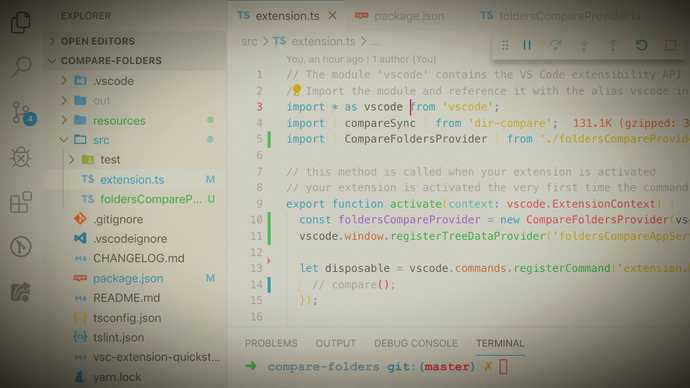 EXPLORER
OPEN EDITORS
COMPARE-FOLDERS
.vscode
out
resources
src
test
TS extension.ts M
TS foldersCompareP... U
.gitignore
.vscodeignore
CHANGELOG.md
package.json M
README.md
tsconfig.json
tslint.json
vsc-extension-quickst...
yarn.lock
4
TS extension.ts
package.json
TS foldersCompareProvider.ts
src > TS extension.ts > ...
You, an hour ago | 1 author (You)
1 // The module 'vscode' contains the VS Code extensibility API
2 // Import the module and reference it with the alias vscode in
3 import * as vscode from 'vscode';
4 import { compareSync } from 'dir-compare'; 131.1K (gzipped: 3
5 import { CompareFoldersProvider } from './foldersCompareProvide
6
7 // this method is called when your extension is activated
8 // your extension is activated the very first time the command
9 export function activate(context: vscode.ExtensionContext) {
10 const foldersCompareProvider = new CompareFoldersProvider(vs
11 vscode.window.registerTreeDataProvider('foldersCompareAppSer
12
13 let disposable = vscode.commands.registerCommand('extension.
14 // compare();
15 });
16
PROBLEMS OUTPUT DEBUG CONSOLE TERMINAL
➜ compare-folders git:(master) ✗